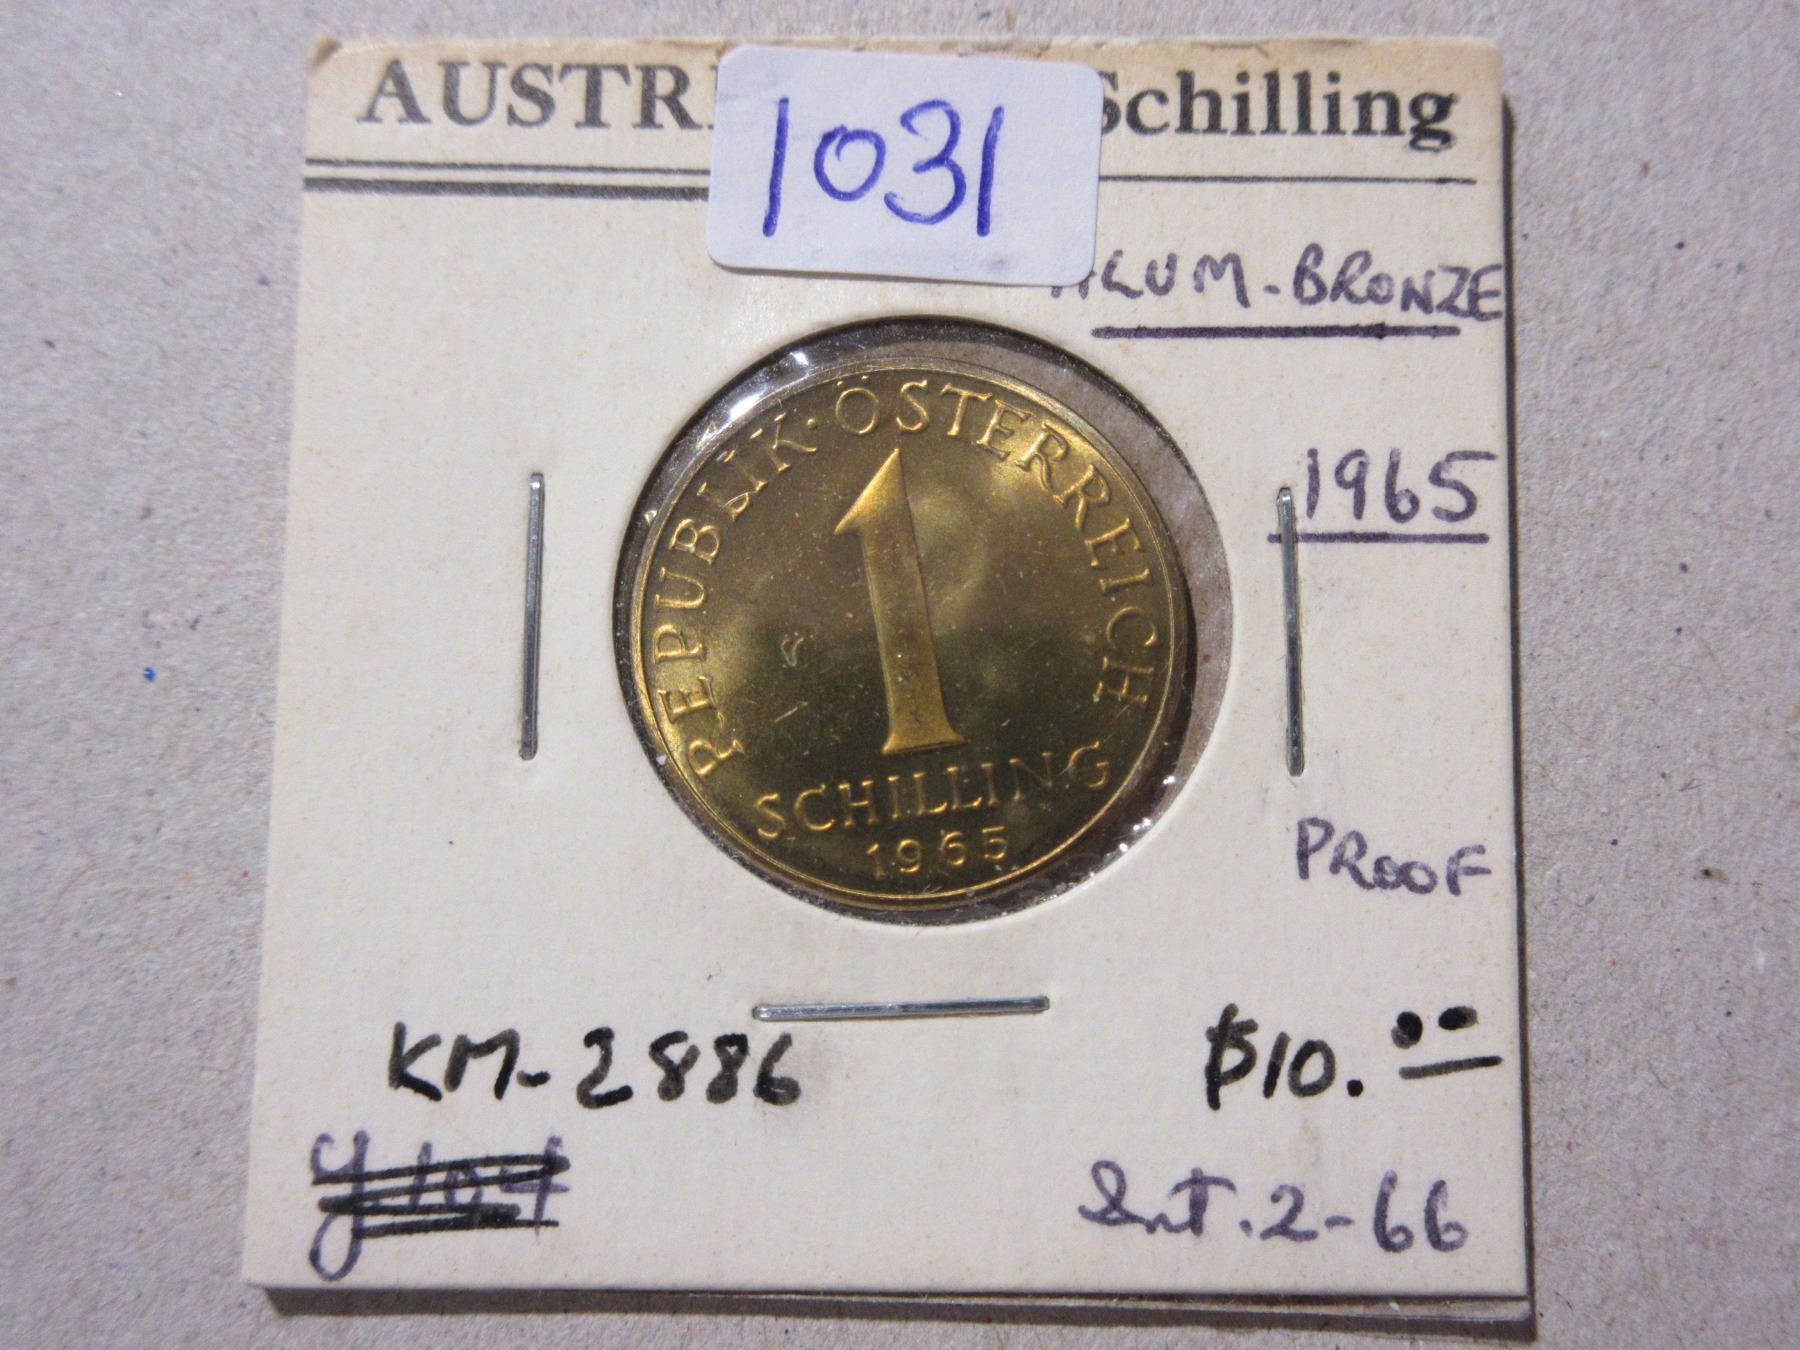 AUSTR Schilling
1031
ALUM-BRONZE
REPUBLIK · ÖSTERREICH
1
SCHILLING
1965
1965
PROOF
KM-2886
$10.00
Y 104
Int. 2-66